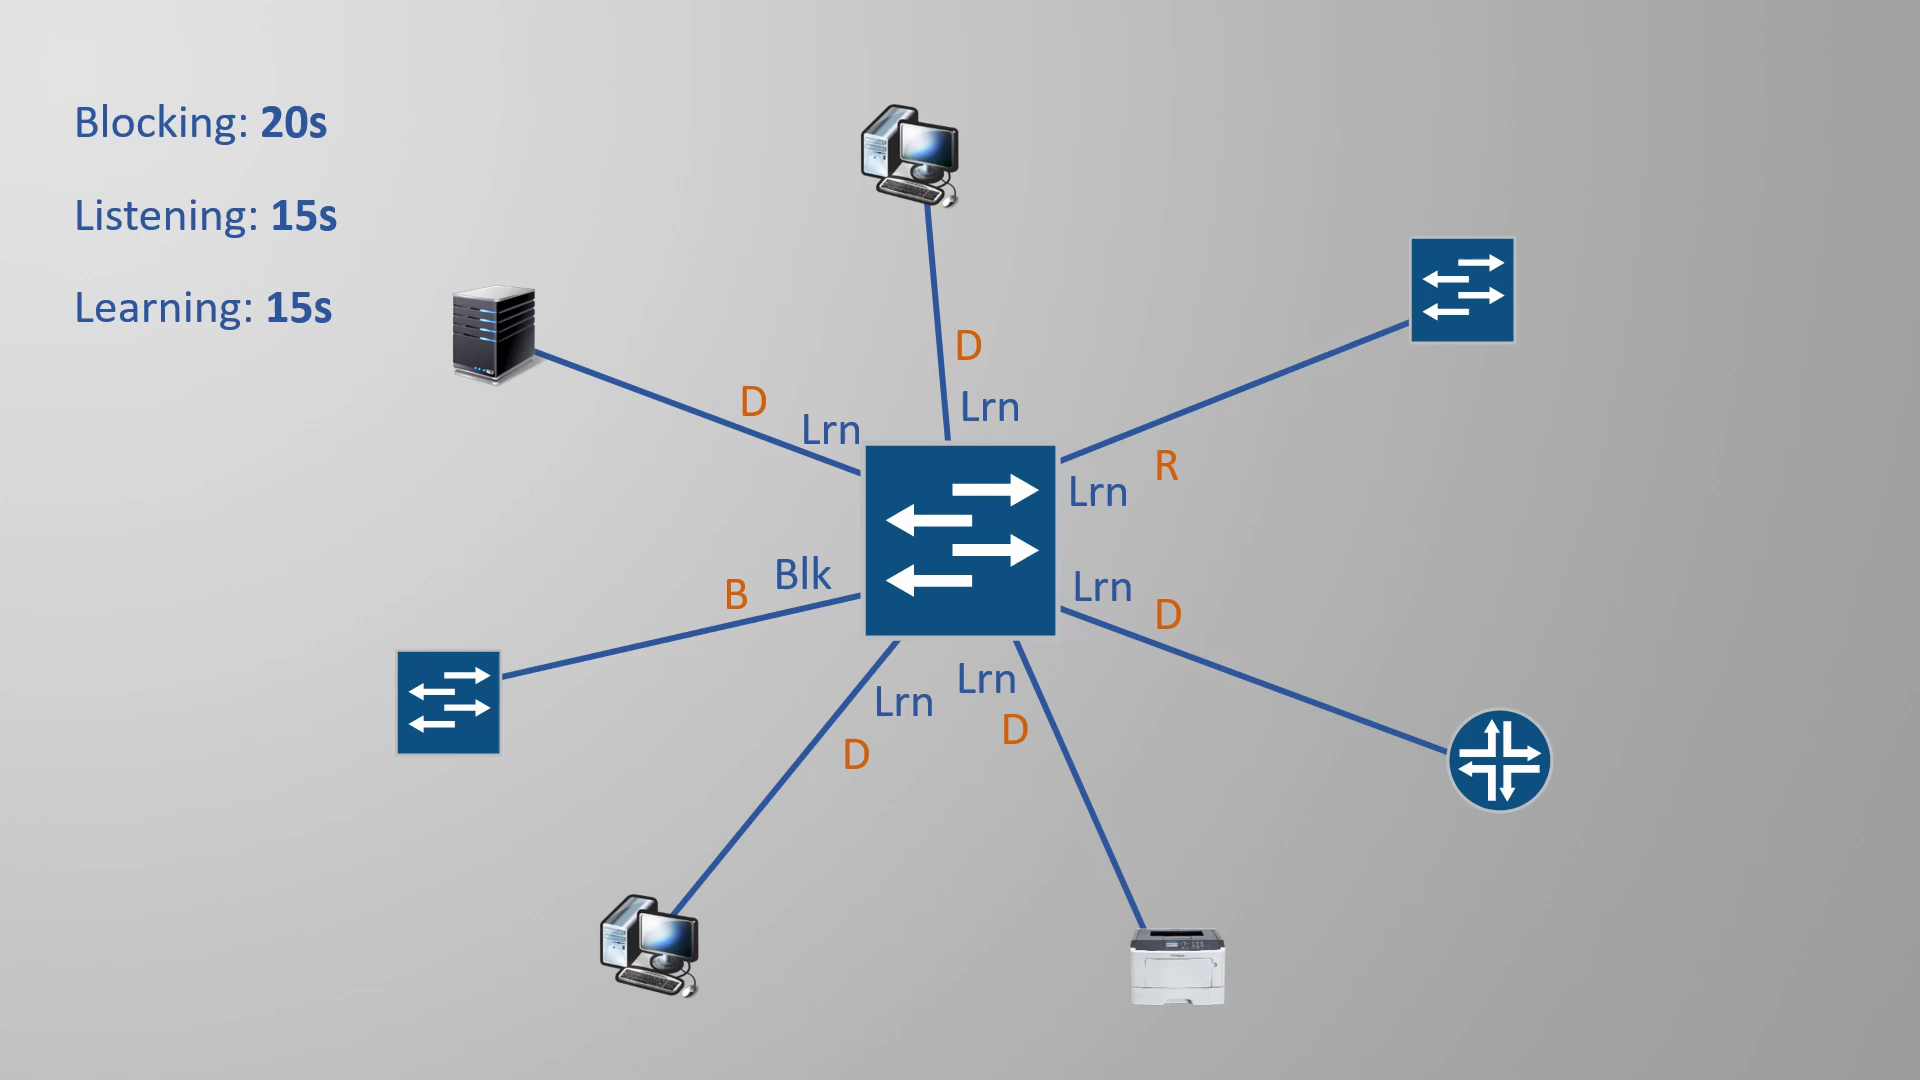 Blocking: 20s
Listening: 15s
Learning: 15s
D
Lrn
D
Lrn
R
Lrn
B
Blk
Lrn
D
Lrn
D
Lrn
D